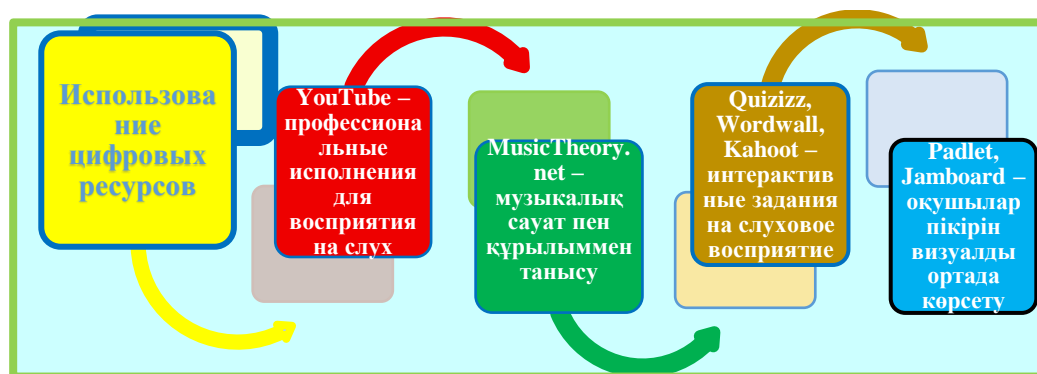 Использова
ние
цифровых
ресурсов
YouTube –
профессиона
льные
исполнения
для
восприятия
на слух
MusicTheory.
net –
музыкалық
сауат пен
құрылыммен
танысу
Quizizz,
Wordwall,
Kahoot –
интерактив
ные задания
на слуховое
восприятие
Padlet,
Jamboard –
оқушылар
пікірін
визуалды
ортада
көрсету